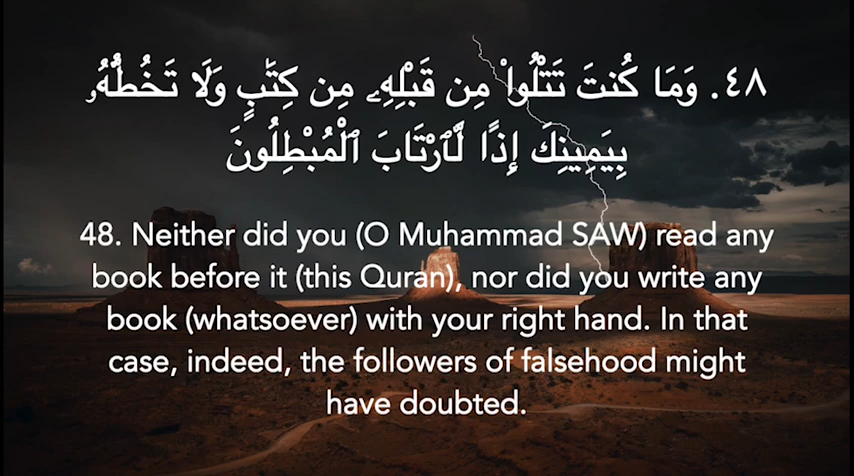 ٤٨. وَمَا كُنتَ تَتْلُوا۟ مِن قَبْلِهِۦ مِن كِتَـٰبٍ وَلَا تَخُطُّهُۥ
بِيَمِينِكَ إِذًا لَّٱرْتَابَ ٱلْمُبْطِلُونَ
48. Neither did you (O Muhammad SAW) read any
book before it (this Quran), nor did you write any
book (whatsoever) with your right hand. In that
case, indeed, the followers of falsehood might
have doubted.